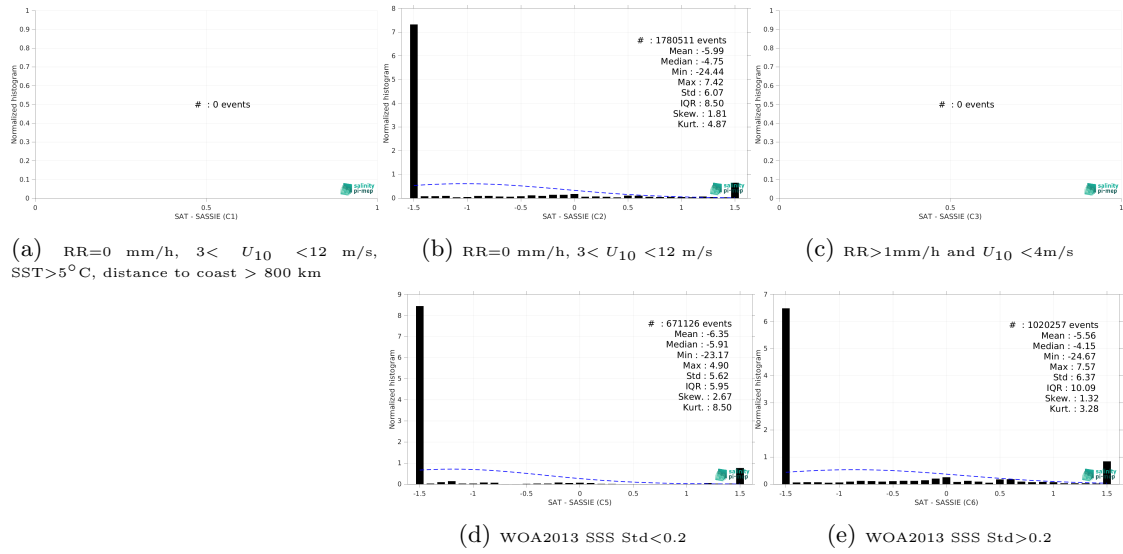 1
0.9
0.8
0.7
0.6
0.5
0.4
0.3
0.2
0.1
0
Normalized histogram
# : 0 events
salinity
pi-mep
0 0.5 1
SAT - SASSIE (C1)
(a) RR=0 mm/h, 3< U10 <12 m/s,
SST>5°C, distance to coast > 800 km
8
7
6
5
4
3
2
1
0
Normalized histogram
# : 1780511 events
Mean : -5.99
Median : -4.75
Min : -24.44
Max : 7.42
Std : 6.07
IQR : 8.50
Skew. : 1.81
Kurt. : 4.87
salinity
pi-mep
-1.5 -1 -0.5 0 0.5 1 1.5
SAT - SASSIE (C2)
(b) RR=0 mm/h, 3< U10 <12 m/s
1
0.9
0.8
0.7
0.6
0.5
0.4
0.3
0.2
0.1
0
Normalized histogram
# : 0 events
salinity
pi-mep
0 0.5 1
SAT - SASSIE (C3)
(c) RR>1mm/h and U10 <4m/s
9
8
7
6
5
4
3
2
1
0
Normalized histogram
# : 671126 events
Mean : -6.35
Median : -5.91
Min : -23.17
Max : 4.90
Std : 5.62
IQR : 5.95
Skew. : 2.67
Kurt. : 8.50
salinity
pi-mep
-1.5 -1 -0.5 0 0.5 1 1.5
SAT - SASSIE (C5)
(d) WOA2013 SSS Std<0.2
7
6
5
4
3
2
1
0
Normalized histogram
# : 1020257 events
Mean : -5.56
Median : -4.15
Min : -24.67
Max : 7.57
Std : 6.37
IQR : 10.09
Skew. : 1.32
Kurt. : 3.28
salinity
pi-mep
-1.5 -1 -0.5 0 0.5 1 1.5
SAT - SASSIE (C6)
(e) WOA2013 SSS Std>0.2